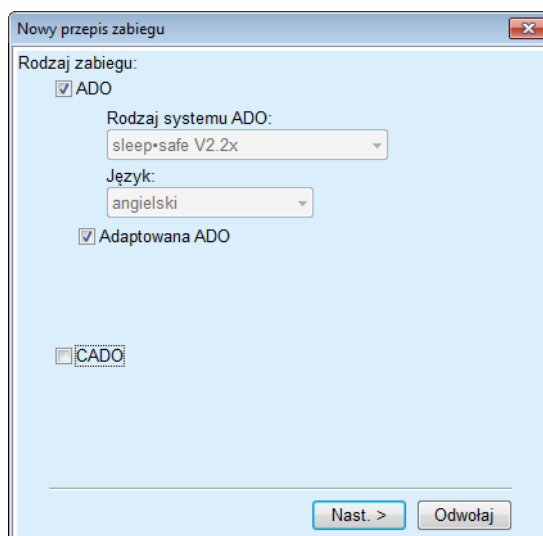 Nowy przepis zabiegu
Rodzaj zabiegu:
ADO
Rodzaj systemu ADO:
sleep•safe V2.2x
Język:
angielski
Adaptowana ADO
CADO
Nast. >
Odwołaj